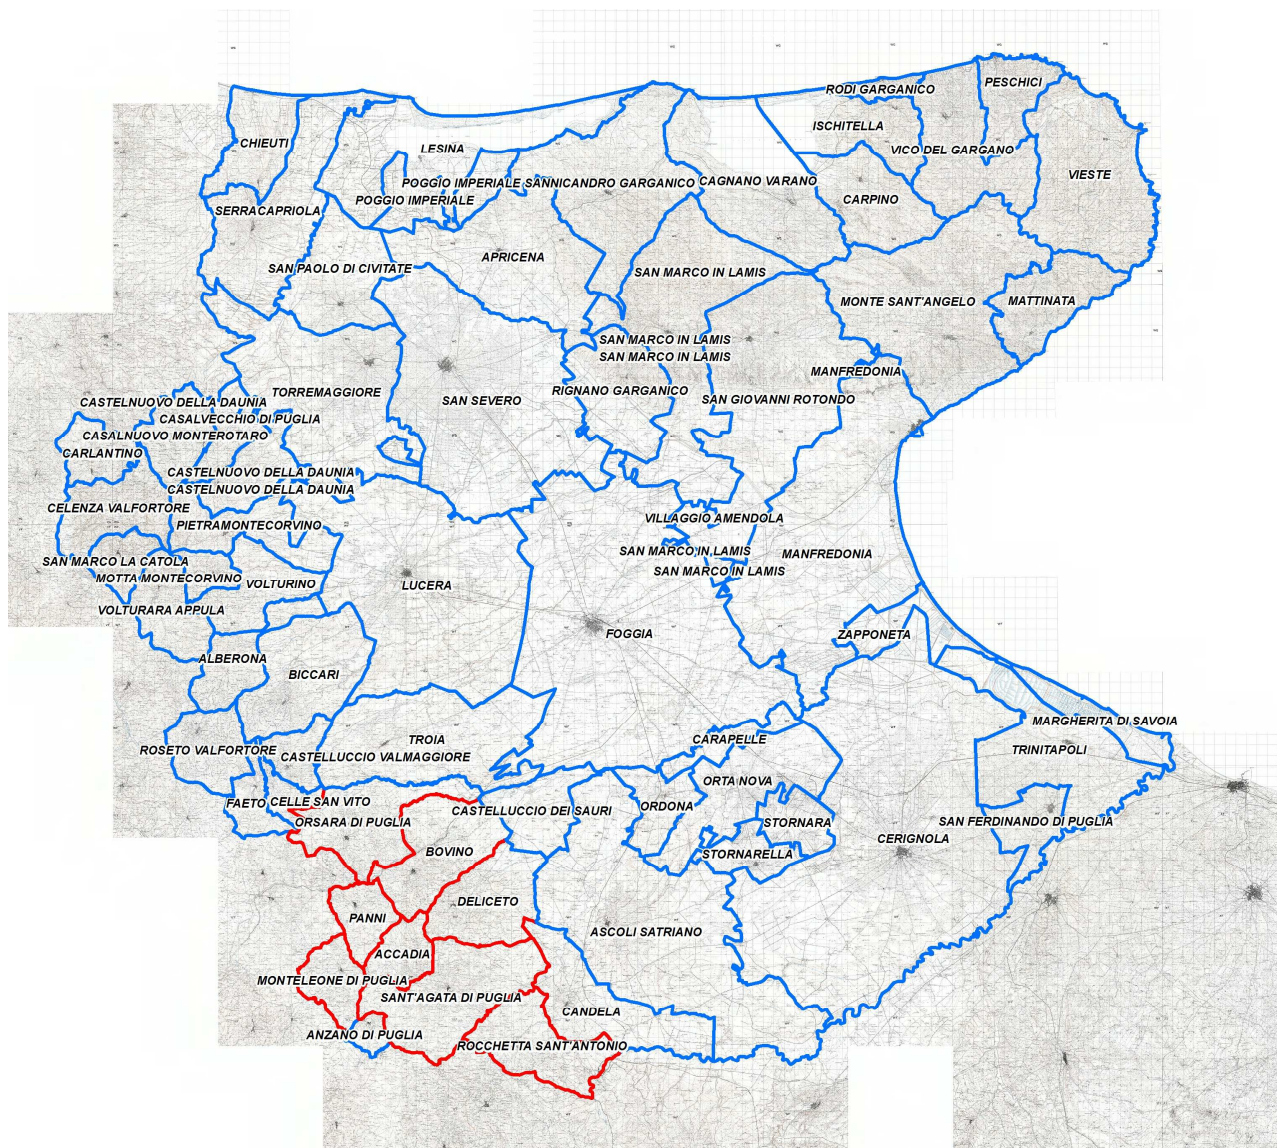 PESCHICI
RODI GARGANICO
ISCHITELLA
CHIEUTI
LESINA
VICO DEL GARGANO
VIESTE
POGGIO IMPERIALE
SANNICANDRO GARGANICO
CAGNANO VARANO
POGGIO IMPERIALE
CARPINO
SERRACAPRIOLA
APRICENA
SAN PAOLO DI CIVITATE
SAN MARCO IN LAMIS
MONTE SANT'ANGELO
MATTINATA
SAN MARCO IN LAMIS
SAN MARCO IN LAMIS
MANFREDONIA
TORREMAGGIORE
RIGNANO GARGANICO
SAN SEVERO
SAN GIOVANNI ROTONDO
CASTELNUOVO DELLA DAUNIA
CASALVECCHIO DI PUGLIA
CASALNUOVO MONTEROTARO
CARLANTINO
CASTELNUOVO DELLA DAUNIA
CASTELNUOVO DELLA DAUNIA
CELENZA VALFORTORE
VILLAGGIO AMENDOLA
PIETRAMONTECORVINO
SAN MARCO IN LAMIS
MANFREDONIA
SAN MARCO LA CATOLA
SAN MARCO IN LAMIS
MOTTA MONTECORVINO
VOLTURINO
LUCERA
VOLTURARA APPULA
FOGGIA
ZAPPONETA
ALBERONA
BICCARI
MARGHERITA DI SAVOIA
TROIA
CARAPELLE
ROSETO VALFORTORE
TRINITAPOLI
CASTELLUCCIO VALMAGGIORE
ORTA NOVA
FAETO
CELLE SAN VITO
ORDONA
CASTELLUCCIO DEI SAURI
ORSARA DI PUGLIA
STORNARA
SAN FERDINANDO DI PUGLIA
CERIGNOLA
BOVINO
STORNARELLA
DELICETO
PANNI
ASCOLI SATRIANO
ACCADIA
MONTELEONE DI PUGLIA
SANT'AGATA DI PUGLIA
CANDELA
ANZANO DI PUGLIA
ROCCHETTA SANT'ANTONIO